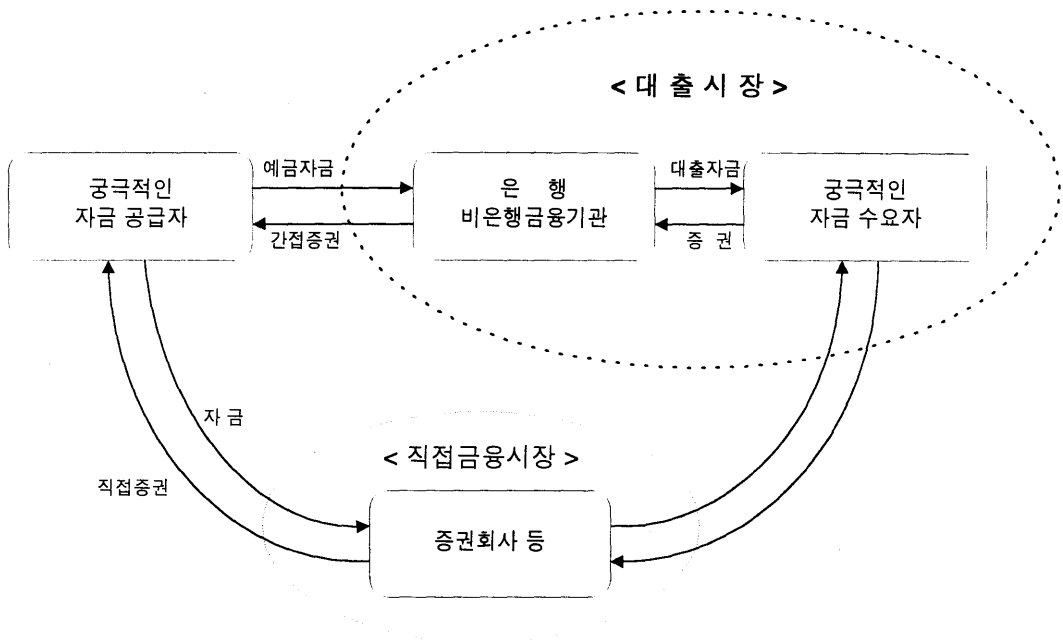 < 대 출 시 장 >
궁극적인
자금 공급자
예금자금
간접증권
은 행
비은행금융기관
대출자금
증 권
궁극적인
자금 수요자
자 금
직접증권
< 직접금융시장 >
증권회사 등